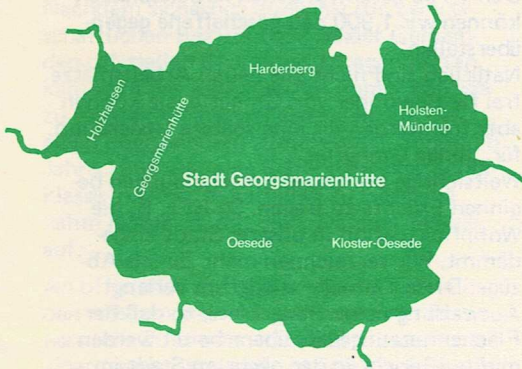 Harderberg
Holzhausen
Georgsmarienhütte
Holsten-
Mündrup
Stadt Georgsmarienhütte
Oesede
Kloster-Oesede